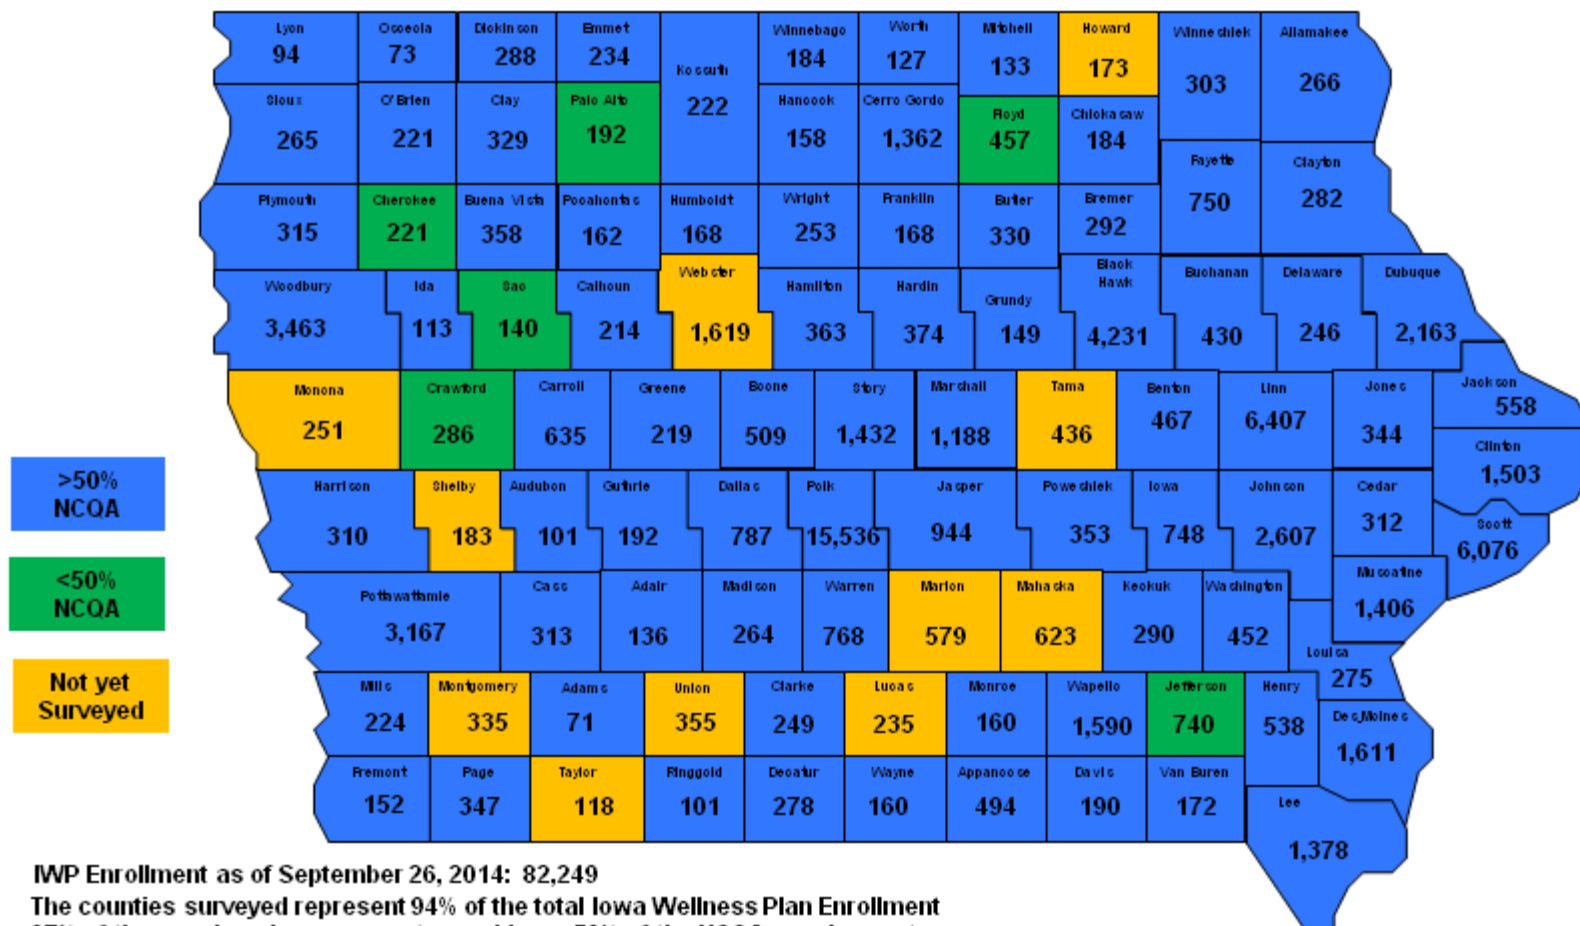 Lyon
94
Osceola
73
Dickinson
288
Emmet
234
Kossuth
222
Winnebago
184
Worth
127
Mitchell
133
Howard
173
Winneshiek
303
Allamakee
266
Sioux
265
O'Brien
221
Clay
329
Palo Alto
192
Hancock
158
Cerro Gordo
1,362
Floyd
457
Chickasaw
184
Fayette
750
Clayton
282
Plymouth
315
Cherokee
221
Buena Vista
358
Pocahontas
162
Humboldt
168
Wright
253
Franklin
168
Butler
330
Bremer
292
Woodbury
3,463
Ida
113
Sac
140
Calhoun
214
Webster
1,619
Hamilton
363
Hardin
374
Grundy
149
Black
Hawk
4,231
Buchanan
430
Delaware
246
Dubuque
2,163
Monona
251
Crawford
286
Carroll
635
Greene
219
Boone
509
Story
1,432
Marshall
1,188
Tama
436
Benton
467
Linn
6,407
Jones
344
Jackson
558
Clinton
1,503
>50%
NCQA
Harrison
310
Shelby
183
Audubon
101
Guthrie
192
Dallas
787
Polk
15,536
Jasper
944
Poweshiek
353
Iowa
748
Johnson
2,607
Cedar
312
Scott
6,076
<50%
NCQA
Pottawattamie
3,167
Cass
313
Adair
136
Madison
264
Warren
768
Marion
579
Mahaska
623
Keokuk
290
Washington
452
Muscatine
1,406
Louisa
275
Not yet
Surveyed
Mills
224
Montgomery
335
Adams
71
Union
355
Clarke
249
Lucas
235
Monroe
160
Wapello
1,590
Jefferson
740
Henry
538
Des Moines
1,611
Fremont
152
Page
347
Taylor
118
Ringgold
101
Decatur
278
Wayne
160
Appanoose
494
Davis
190
Van Buren
172
Lee
1,378
IWP Enrollment as of September 26, 2014: 82,249
The counties surveyed represent 94% of the total Iowa Wellness Plan Enrollment